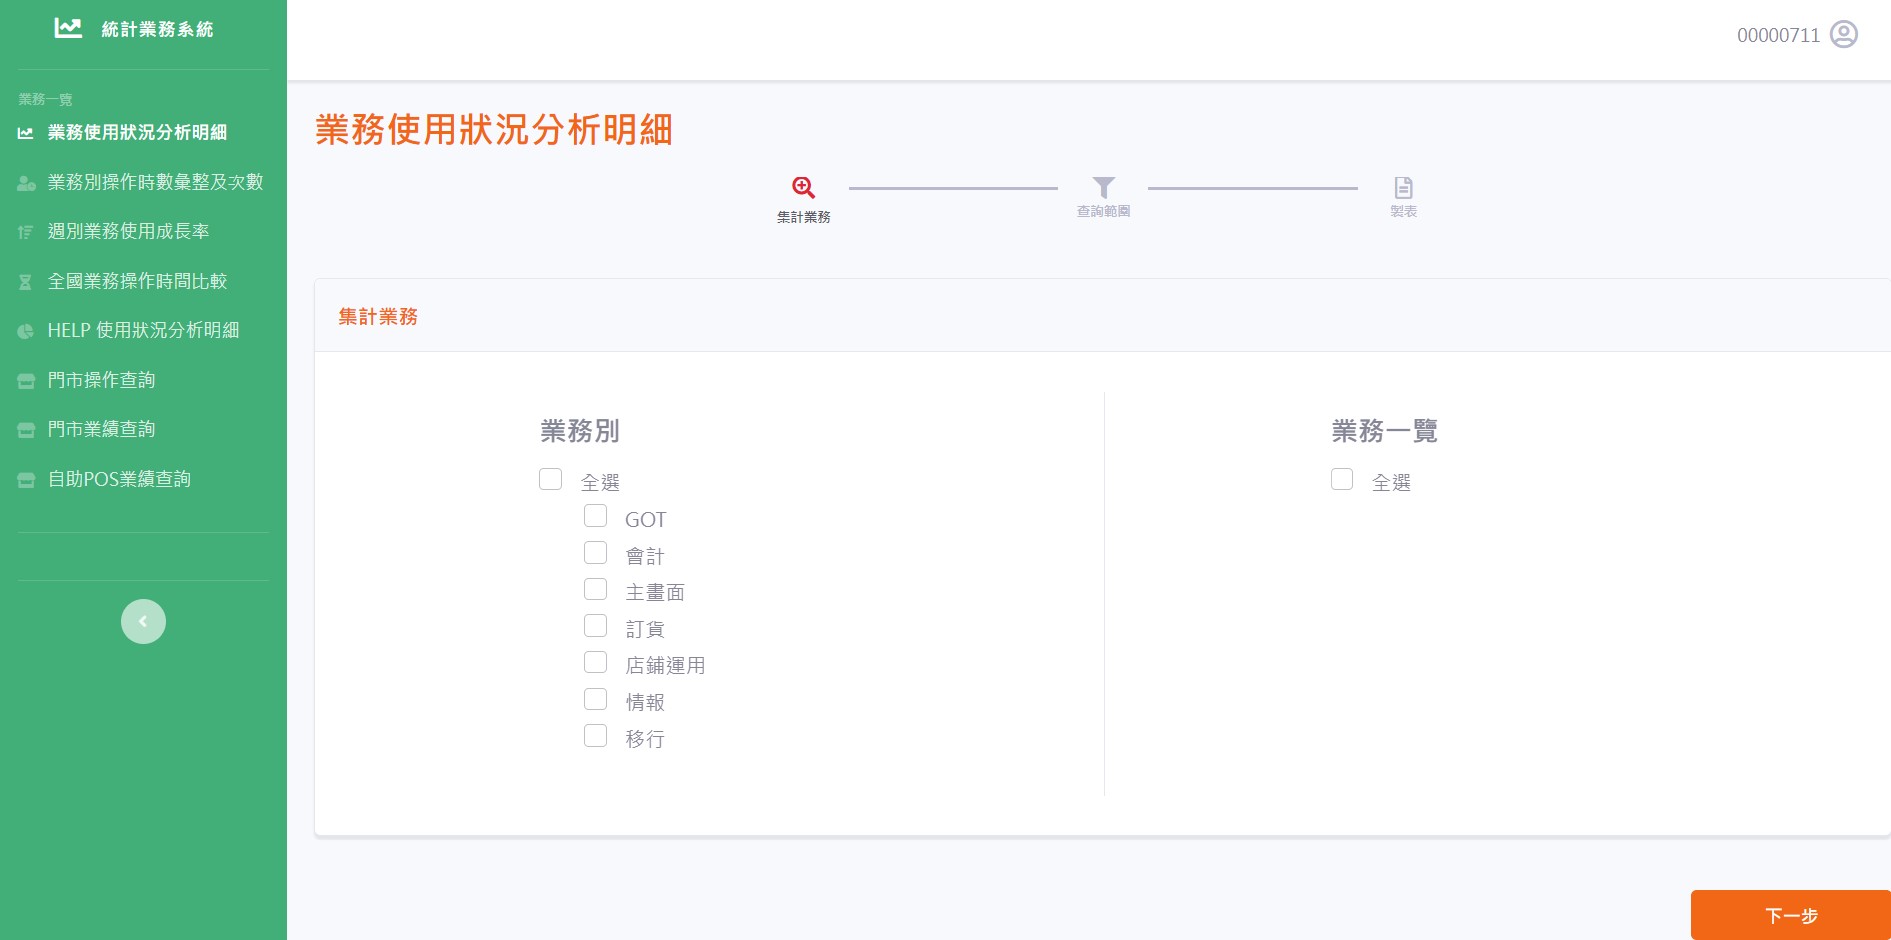 統計業務系統
00000711
業務一覽
業務使用狀況分析明細
業務別操作時數彙整及次數
週別業務使用成長率
全國業務操作時間比較
HELP 使用狀況分析明細
門市操作查詢
門市業績查詢
自助POS業績查詢
業務使用狀況分析明細
集計業務
查詢範圍
製表
集計業務
業務別
全選
GOT
會計
主畫面
訂貨
店鋪運用
情報
移行
業務一覽
全選
下一步